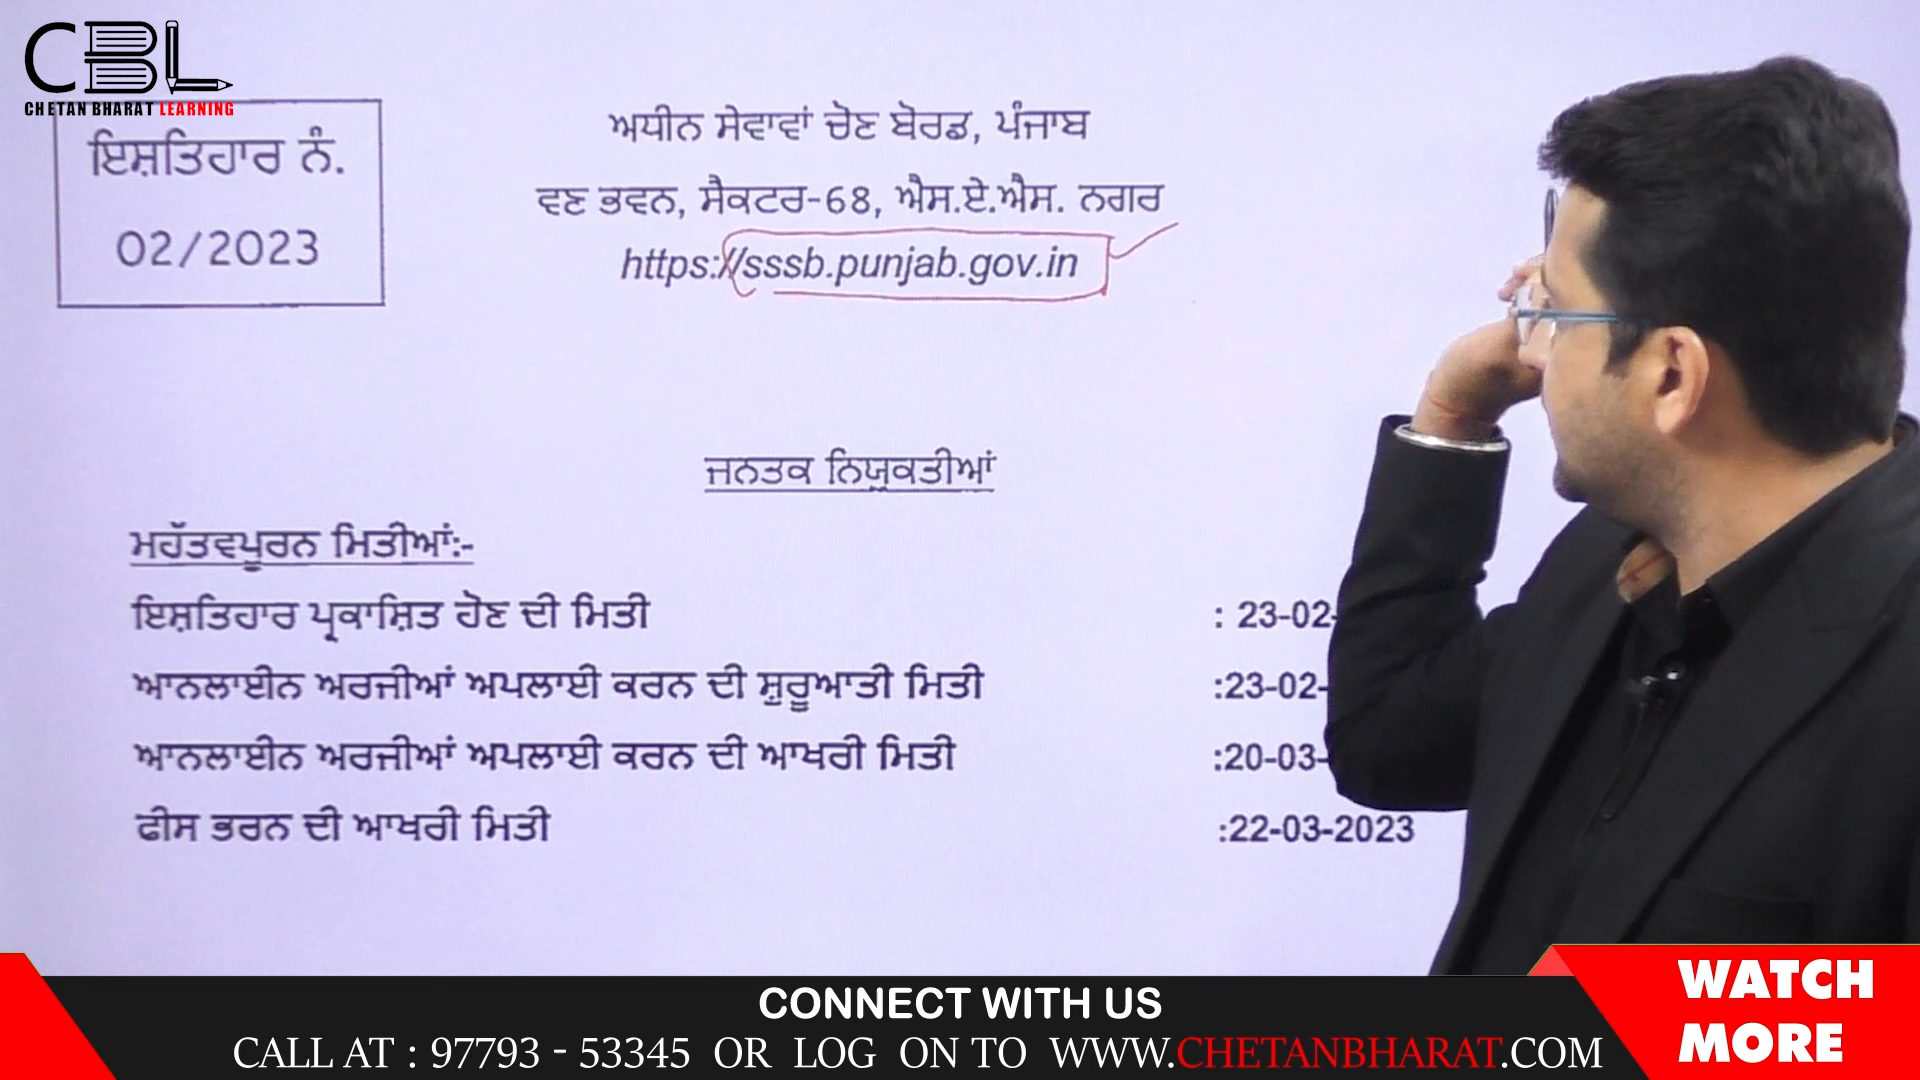 CBL
CHETAN BHARAT LEARNING
ਇਸ਼ਤਿਹਾਰ ਨੰ.
02/2023
ਅਧੀਨ ਸੇਵਾਵਾਂ ਚੋਣ ਬੋਰਡ, ਪੰਜਾਬ
ਵਣ ਭਵਨ, ਸੈਕਟਰ-68, ਐਸ.ਏ.ਐਸ. ਨਗਰ
https://sssb.punjab.gov.in
ਜਨਤਕ ਨਿਯੁਕਤੀਆਂ
ਮਹੱਤਵਪੂਰਨ ਮਿਤੀਆਂ:-
ਇਸ਼ਤਿਹਾਰ ਪ੍ਰਕਾਸ਼ਿਤ ਹੋਣ ਦੀ ਮਿਤੀ : 23-02-
ਆਨਲਾਈਨ ਅਰਜੀਆਂ ਅਪਲਾਈ ਕਰਨ ਦੀ ਸ਼ੁਰੂਆਤੀ ਮਿਤੀ :23-02-
ਆਨਲਾਈਨ ਅਰਜੀਆਂ ਅਪਲਾਈ ਕਰਨ ਦੀ ਆਖਰੀ ਮਿਤੀ :20-03-
ਫੀਸ ਭਰਨ ਦੀ ਆਖਰੀ ਮਿਤੀ :22-03-2023
CONNECT WITH US
CALL AT : 97793 - 53345 OR LOG ON TO WWW.CHETANBHARAT.COM
WATCH
MORE